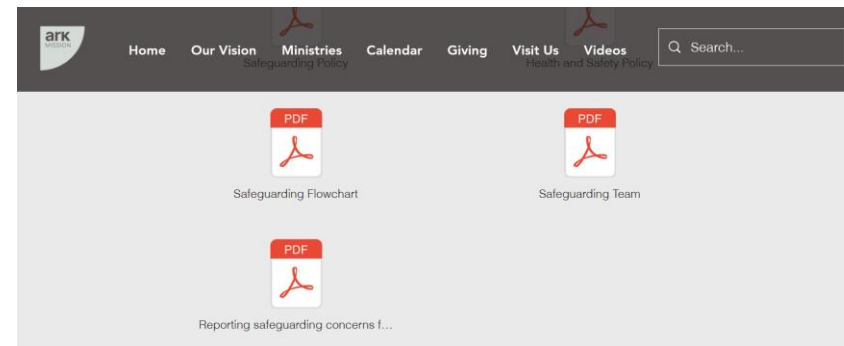 ark
MISSION
Home Our Vision Ministries Calendar Giving Visit Us Videos Search...
Safeguarding Policy Health and Safety Policy
PDF PDF
Safeguarding Flowchart Safeguarding Team
PDF
Reporting safeguarding concerns f...